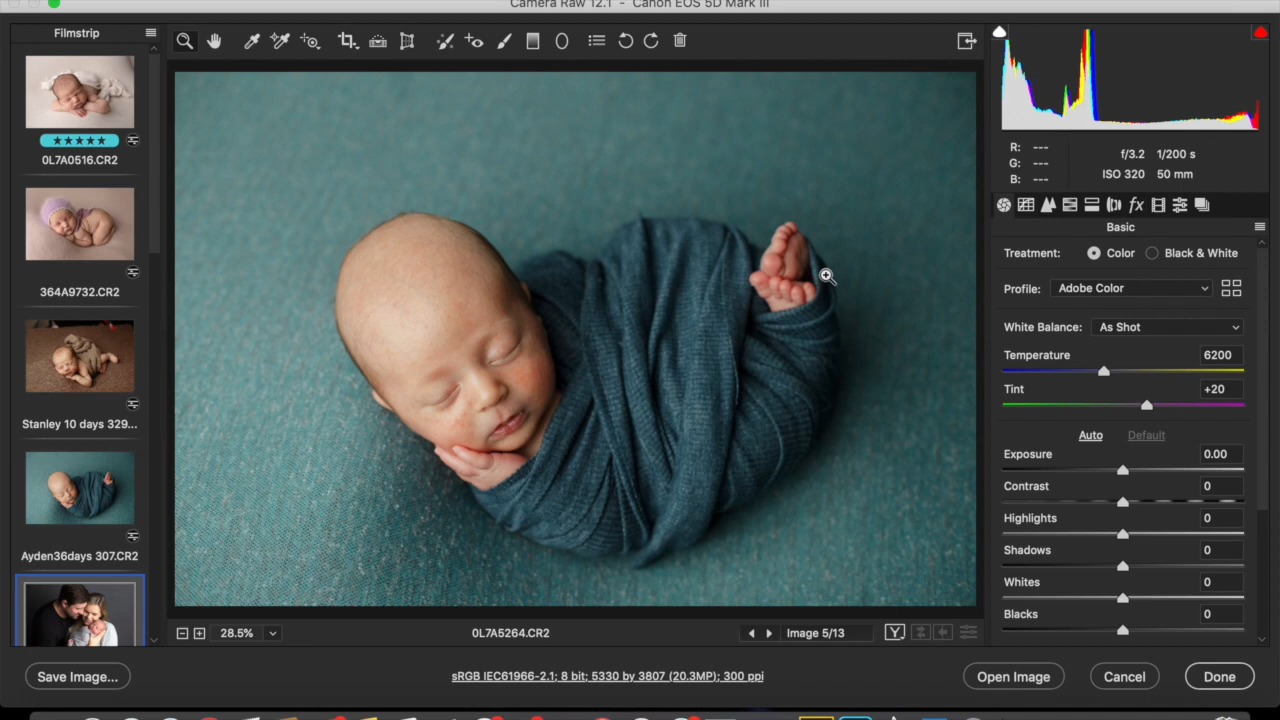 Camera Raw 12.1 - Canon EOS 5D Mark III
Filmstrip
0L7A0516.CR2
364A9732.CR2
Stanley 10 days 329...
Ayden36days 307.CR2
28.5%
0L7A5264.CR2
Image 5/13
Y
R: ---
G: ---
B: ---
f/3.2 1/200 s
ISO 320 50 mm
fx
Basic
Treatment: Color Black & White
Profile: Adobe Color
White Balance: As Shot
Temperature 6200
Tint +20
Auto Default
Exposure 0.00
Contrast 0
Highlights 0
Shadows 0
Whites 0
Blacks 0
Save Image...
sRGB IEC61966-2.1; 8 bit; 5330 by 3807 (20.3MP); 300 ppi
Open Image
Cancel
Done